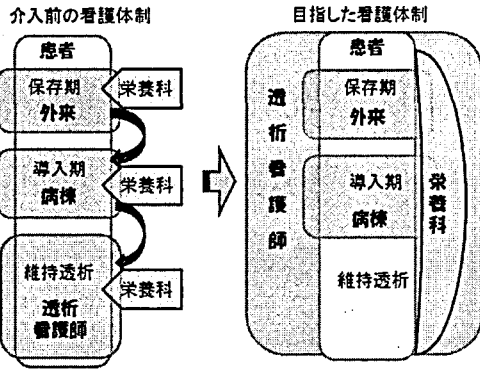 介入前の看護体制
患者
保存期
外来
栄養科
導入期
病棟
栄養科
維持透析
透析
看護師
栄養科
目指した看護体制
患者
透析看護師
保存期
外来
導入期
病棟
維持透析
栄養科